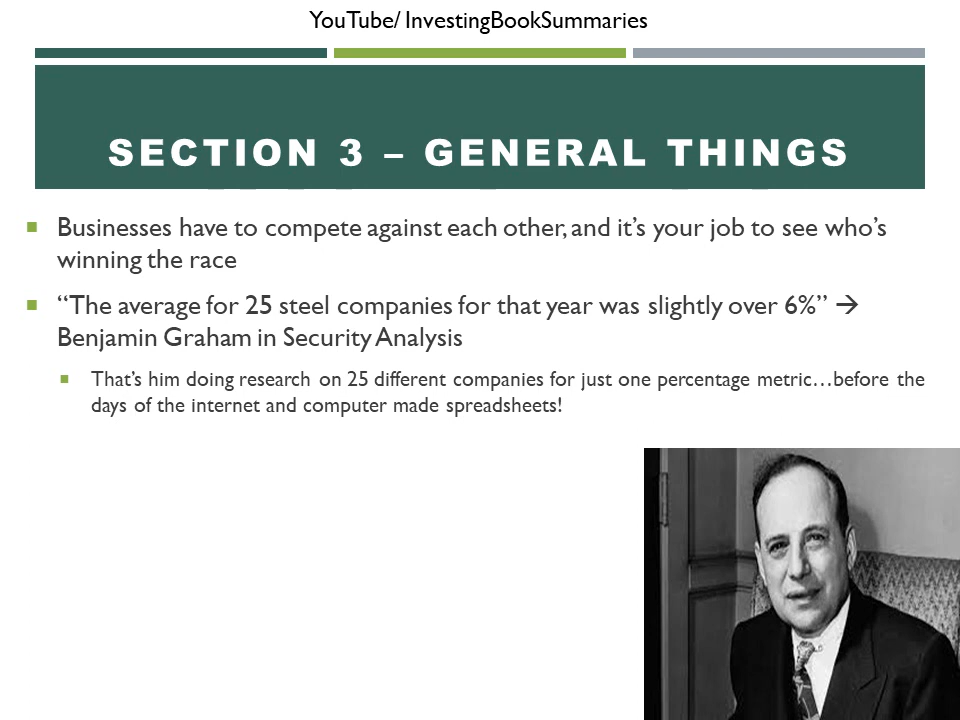 YouTube/ InvestingBookSummaries
SECTION 3 – GENERAL THINGS
Businesses have to compete against each other, and it’s your job to see who’s
winning the race
“The average for 25 steel companies for that year was slightly over 6%” →
Benjamin Graham in Security Analysis
That’s him doing research on 25 different companies for just one percentage metric…before the
days of the internet and computer made spreadsheets!